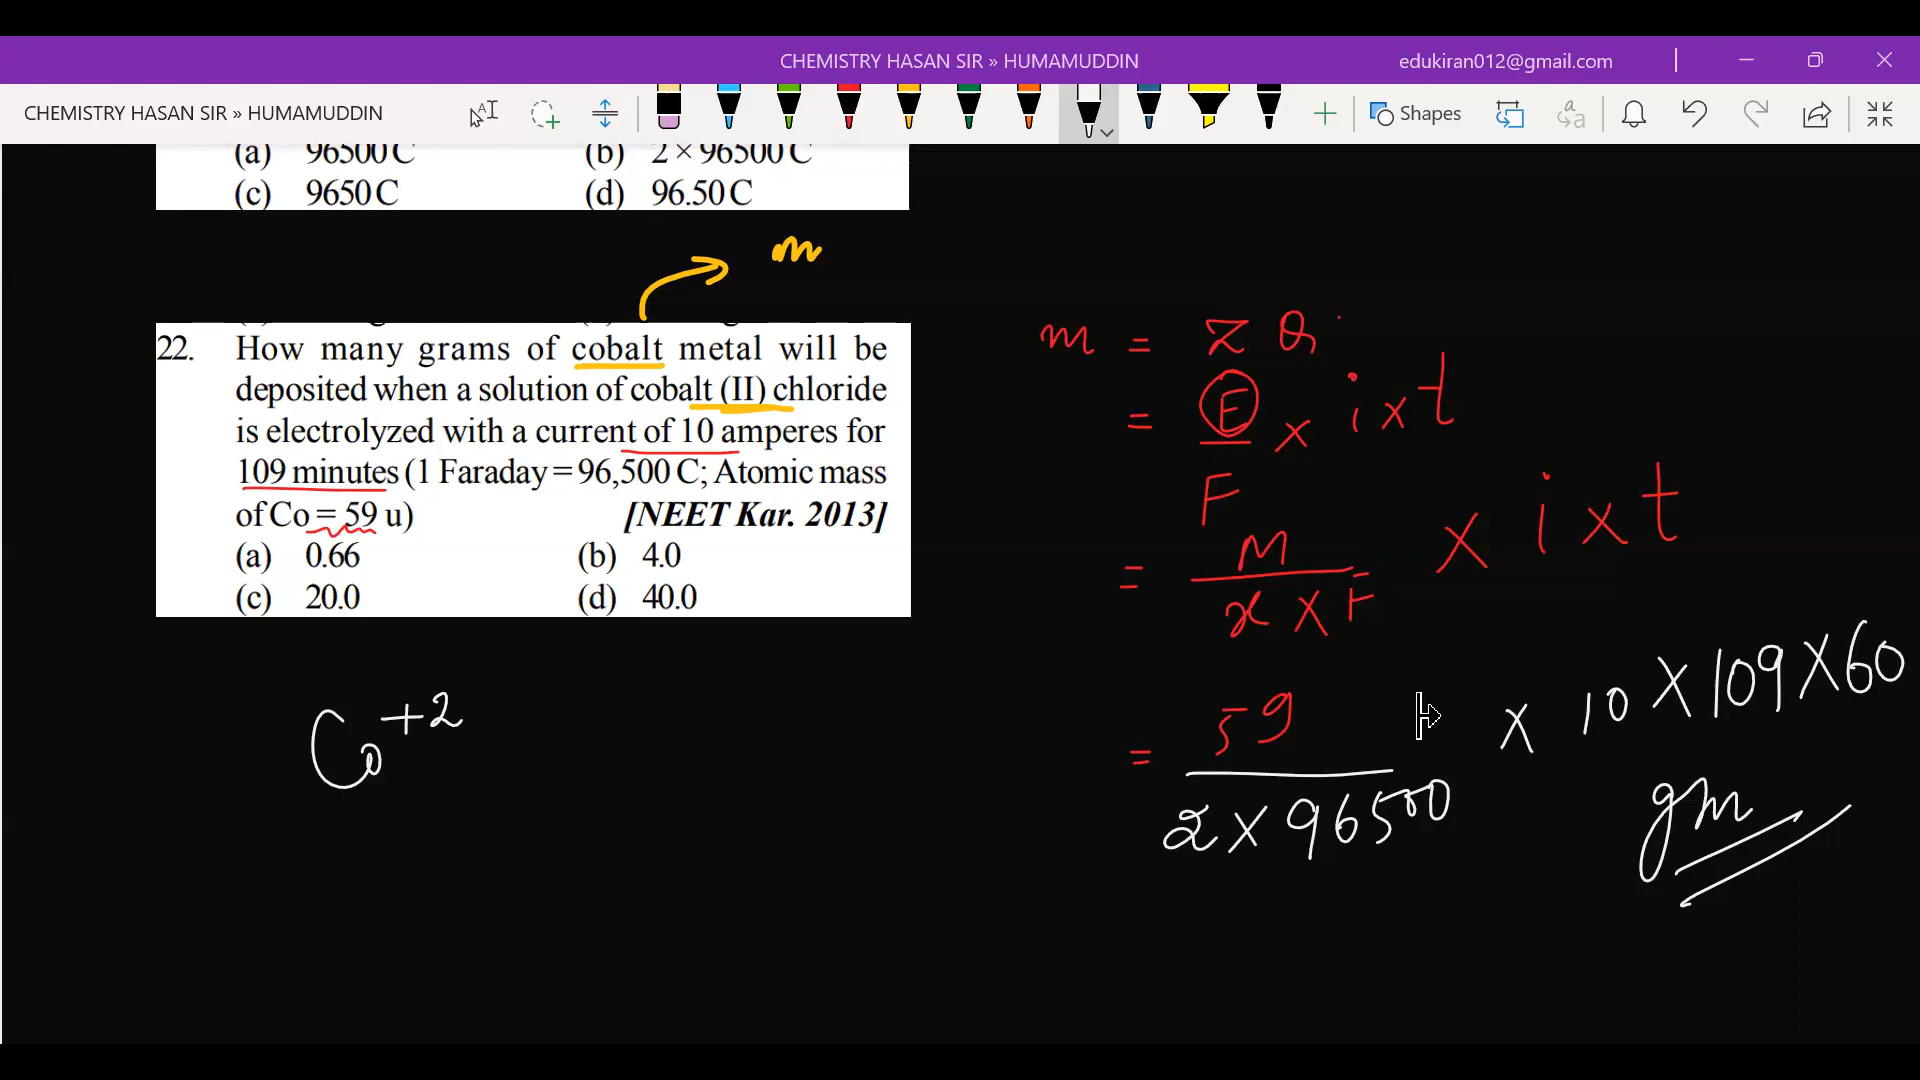 CHEMISTRY HASAN SIR » HUMAMUDDIN
edukiran012@gmail.com
CHEMISTRY HASAN SIR » HUMAMUDDIN
Shapes
(a) 96500 C (b) 2 × 96500 C
(c) 9650 C (d) 96.50 C
m
22. How many grams of cobalt metal will be
deposited when a solution of cobalt (II) chloride
is electrolyzed with a current of 10 amperes for
109 minutes (1 Faraday = 96,500 C; Atomic mass
of Co = 59 u) [NEET Kar. 2013]
(a) 0.66 (b) 4.0
(c) 20.0 (d) 40.0
Co+2
m = Z Q
= E/F × i × t
= M/x × F × i × t
= 59/2 × 96500 × 10 × 109 × 60
gm